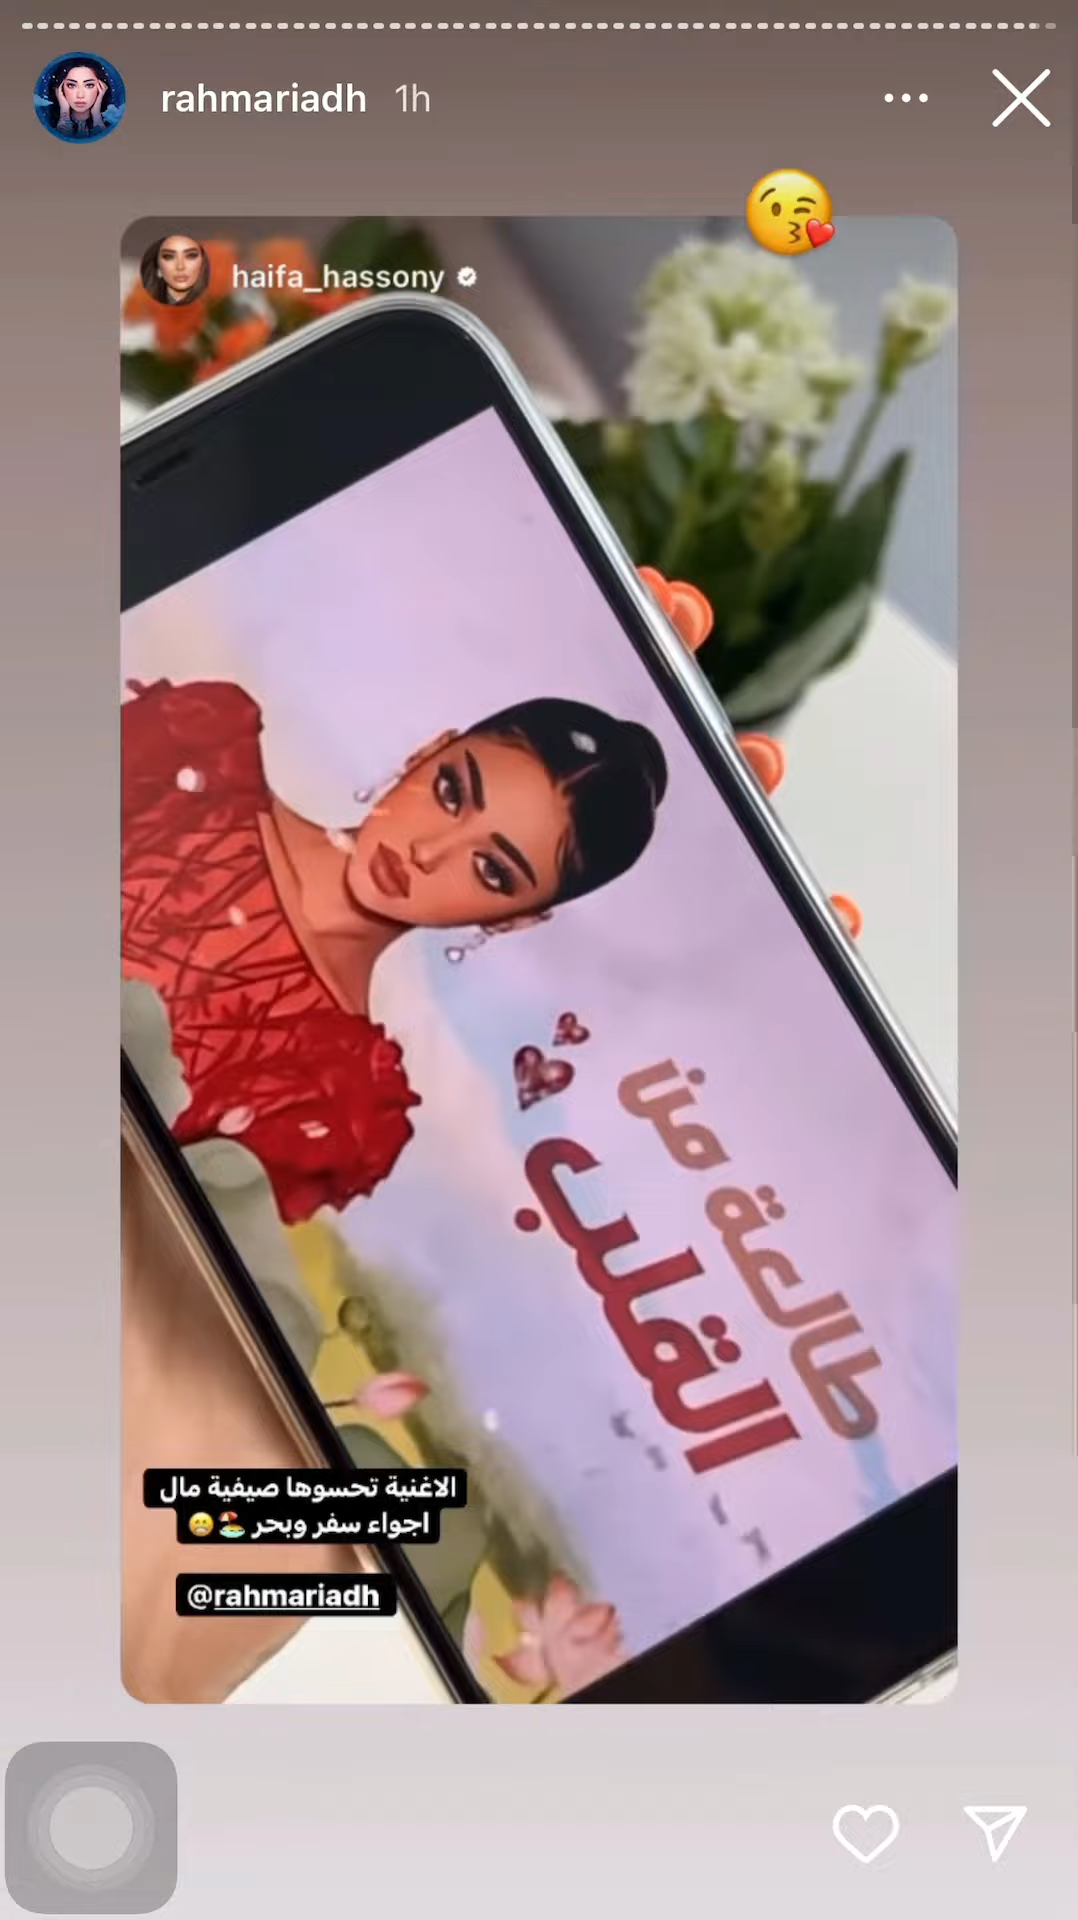 rahmariadh 1h
haifa_hassony
طالعة من
القلب
الاغنية تحسوها صيفية مال
اجواء سفر وبحر 🏖️😁
@rahmariadh